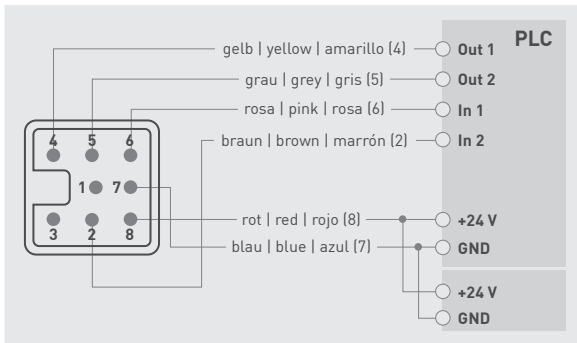 PLC
gelb | yellow | amarillo (4) Out 1
grau | grey | gris (5) Out 2
rosa | pink | rosa (6) In 1
braun | brown | marrón (2) In 2
4 5 6
1 7
3 2 8
rot | red | rojo (8) +24 V
blau | blue | azul (7) GND
+24 V
GND